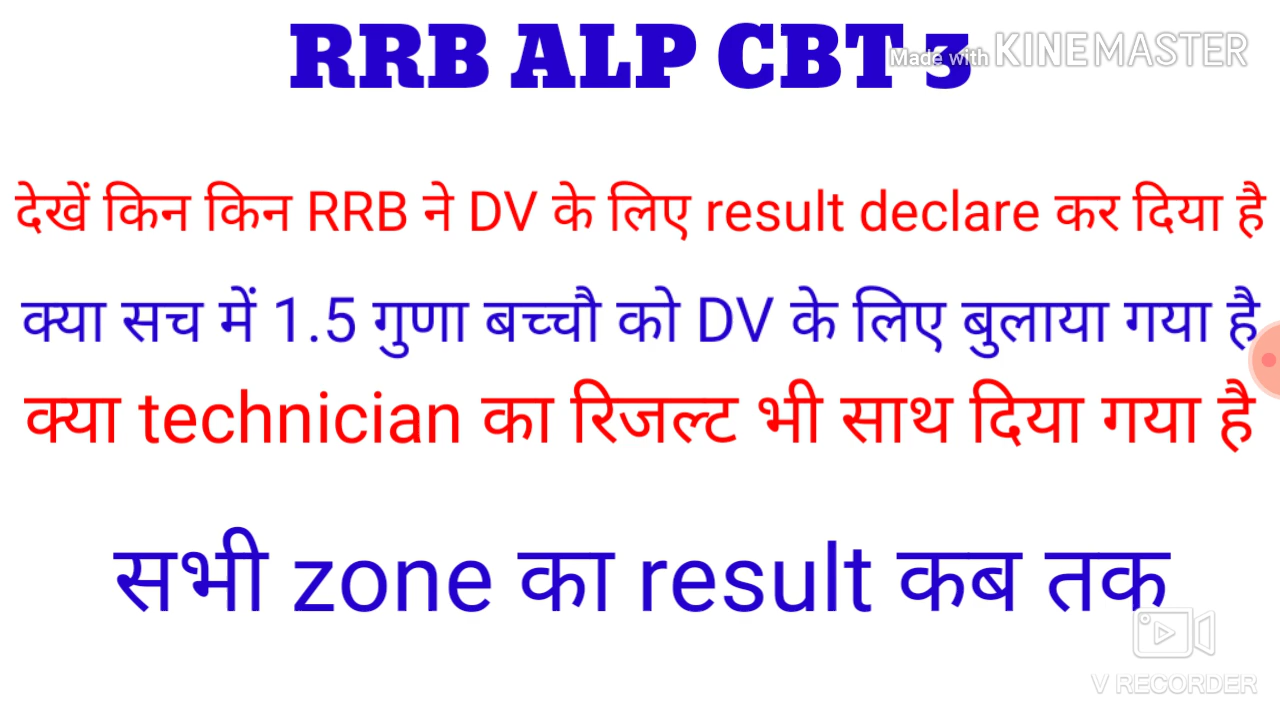 RRB ALP CBT 3
Made with KINEMASTER
देखें किन किन RRB ने DV के लिए result declare कर दिया है
क्या सच में 1.5 गुणा बच्चौ को DV के लिए बुलाया गया है
क्या technician का रिजल्ट भी साथ दिया गया है
सभी zone का result कब तक
V RECORDER